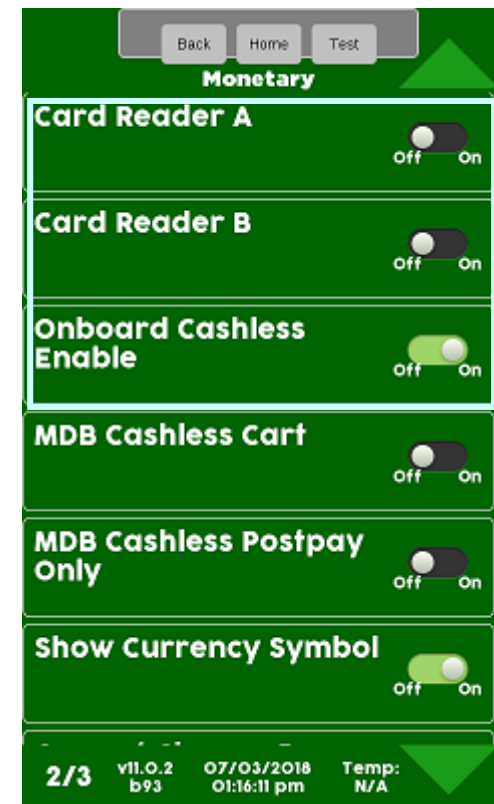 Back Home Test
Monetary
Card Reader A
Off On
Card Reader B
Off On
Onboard Cashless
Enable
Off On
MDB Cashless Cart
Off On
MDB Cashless Postpay
Only
Off On
Show Currency Symbol
Off On
2/3 v11.0.2 07/03/2018 Temp:
b93 01:16:11 pm N/A